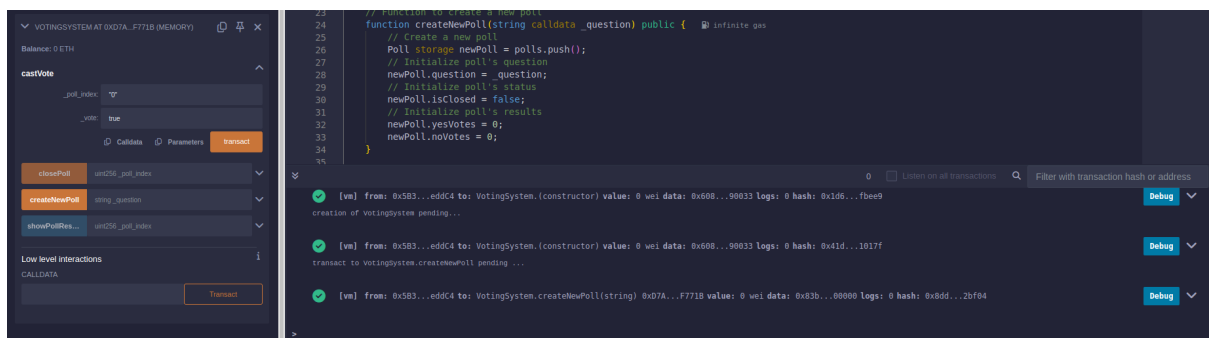 VOTINGSYSTEM AT 0XD7A...F771B (MEMORY)
Balance: 0 ETH
castVote
_poll_index: "0"
_vote: true
Calldata Parameters transact
closePoll uint256 _poll_index
createNewPoll string _question
showPollRes... uint256 _poll_index
Low level interactions i
CALLDATA
Transact
23 // Function to create a new poll
24 function createNewPoll(string calldata _question) public { infinite gas
25 // Create a new poll
26 Poll storage newPoll = polls.push();
27 // Initialize poll's question
28 newPoll.question = _question;
29 // Initialize poll's status
30 newPoll.isClosed = false;
31 // Initialize poll's results
32 newPoll.yesVotes = 0;
33 newPoll.noVotes = 0;
34 }
35
0 Listen on all transactions Filter with transaction hash or address
[vm] from: 0x5B3...eddC4 to: VotingSystem.(constructor) value: 0 wei data: 0x608...90033 logs: 0 hash: 0x1d6...fbee9 Debug
creation of VotingSystem pending...
[vm] from: 0x5B3...eddC4 to: VotingSystem.(constructor) value: 0 wei data: 0x608...90033 logs: 0 hash: 0x41d...1017f Debug
transact to VotingSystem.createNewPoll pending ...
[vm] from: 0x5B3...eddC4 to: VotingSystem.createNewPoll(string) 0xD7A...F771B value: 0 wei data: 0x83b...00000 logs: 0 hash: 0x8dd...2bf04 Debug
>